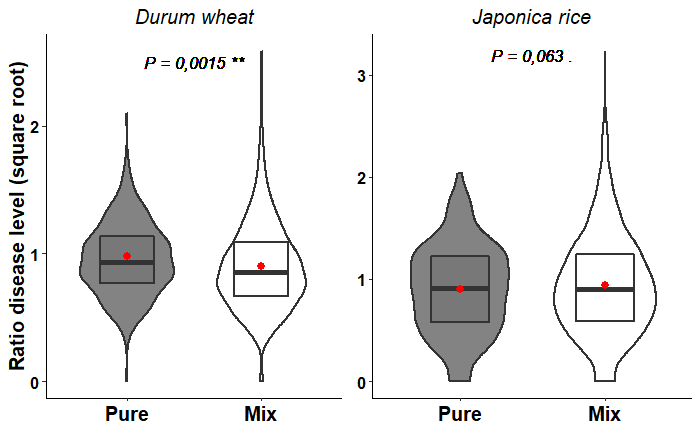 Durum wheat
Japonica rice
P = 0,0015 **
P = 0,063 .
Ratio disease level (square root)
2
1
0
3
2
1
0
Pure
Mix
Pure
Mix